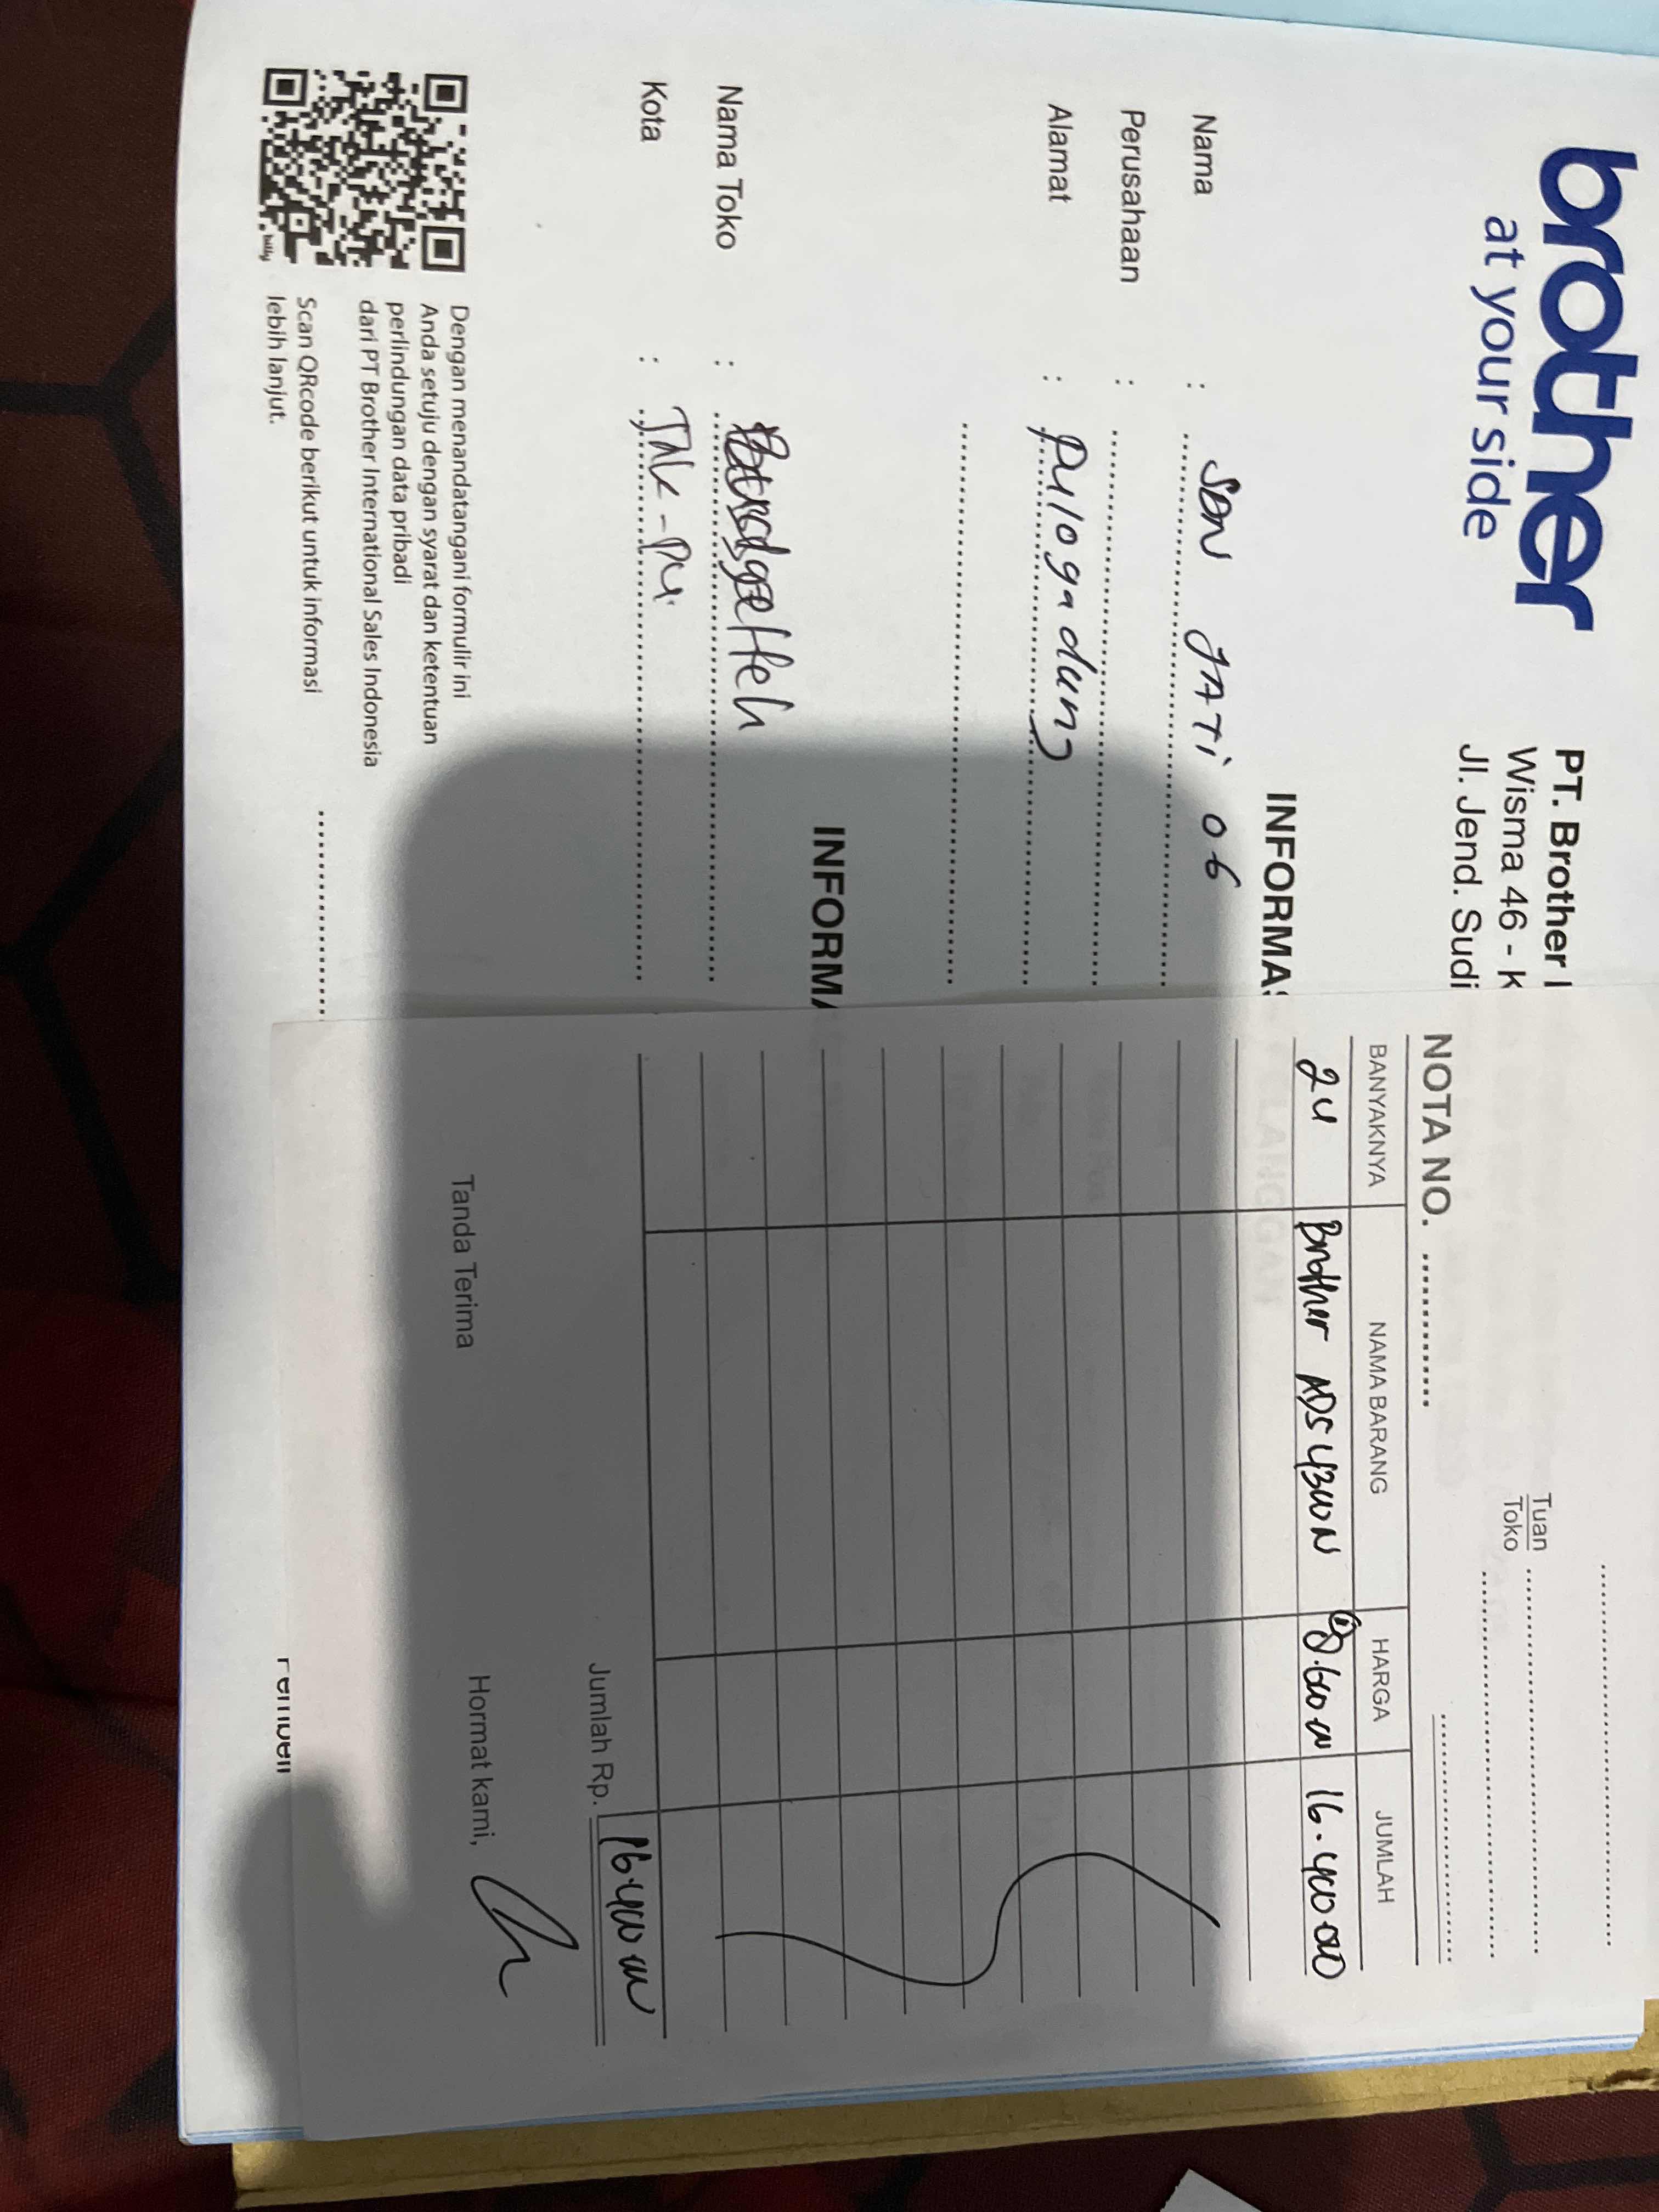 brother
at your side
PT. Brother I
Wisma 46 - K
Jl. Jend. Sudi
INFORMAS
Nama : SDN JATi 06
Perusahaan :
Alamat : Pulogadung
INFORMA
Nama Toko :
Kota : JAK-PU.
Dengan menandatangani formulir ini
Anda setuju dengan syarat dan ketentuan
perlindungan data pribadi
dari PT Brother International Sales Indonesia
Scan QRcode berikut untuk informasi
lebih lanjut.
Tuan
Toko
NOTA NO.
BANYAKNYA NAMA BARANG HARGA JUMLAH
2u Brother ADS 4300N 16.400.000
Jumlah Rp. 16.400.000
Tanda Terima Hormat kami,